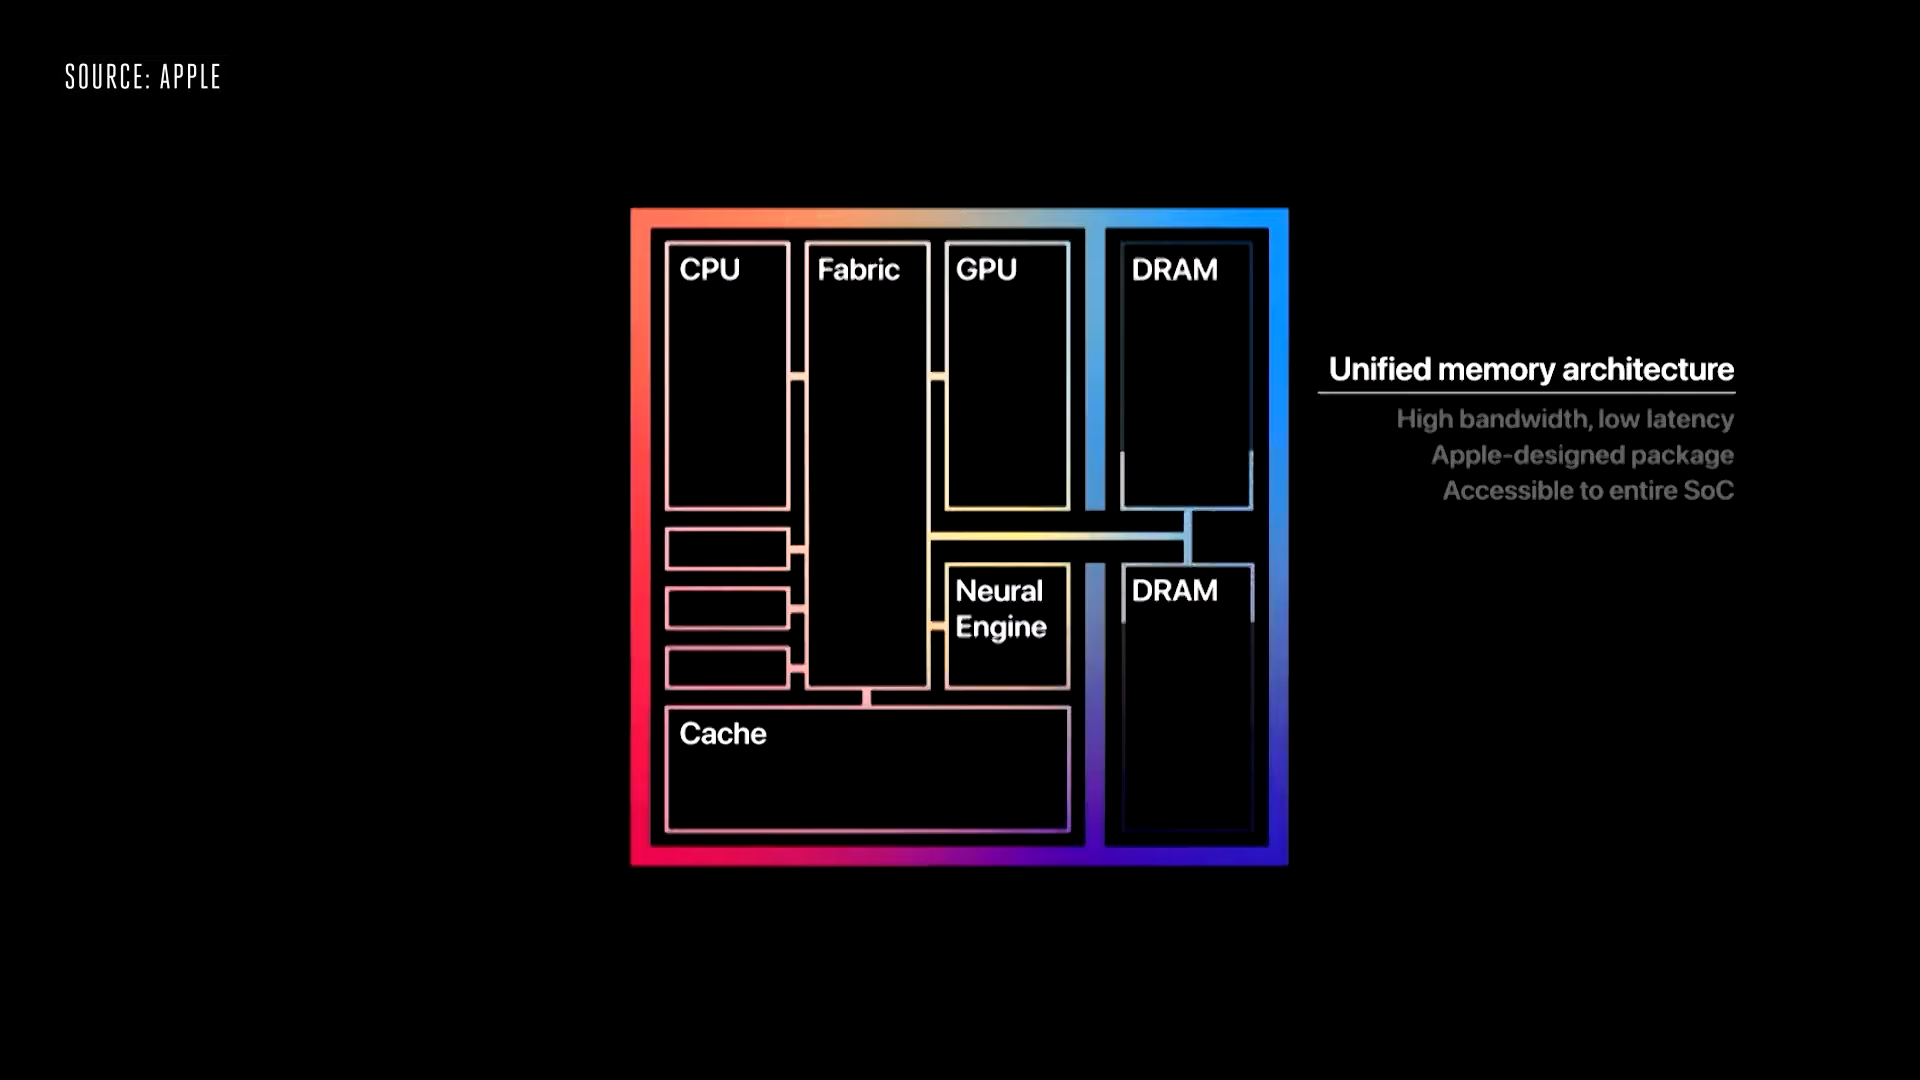 SOURCE: APPLE
CPU
Fabric
GPU
DRAM
Unified memory architecture
High bandwidth, low latency
Apple-designed package
Accessible to entire SoC
Neural
Engine
DRAM
Cache